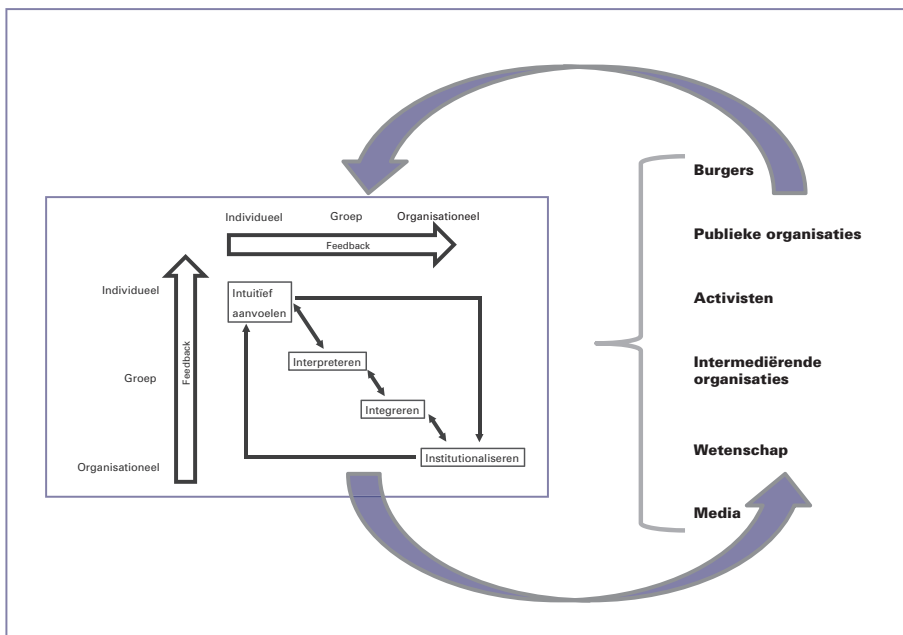 Individueel Groep Organisationeel
Feedback
Individueel
Groep
Organisationeel
Feedback
Intuïtief
aanvoelen
Interpreteren
Integreren
Institutionaliseren
Burgers
Publieke organisaties
Activisten
Intermediërende
organisaties
Wetenschap
Media